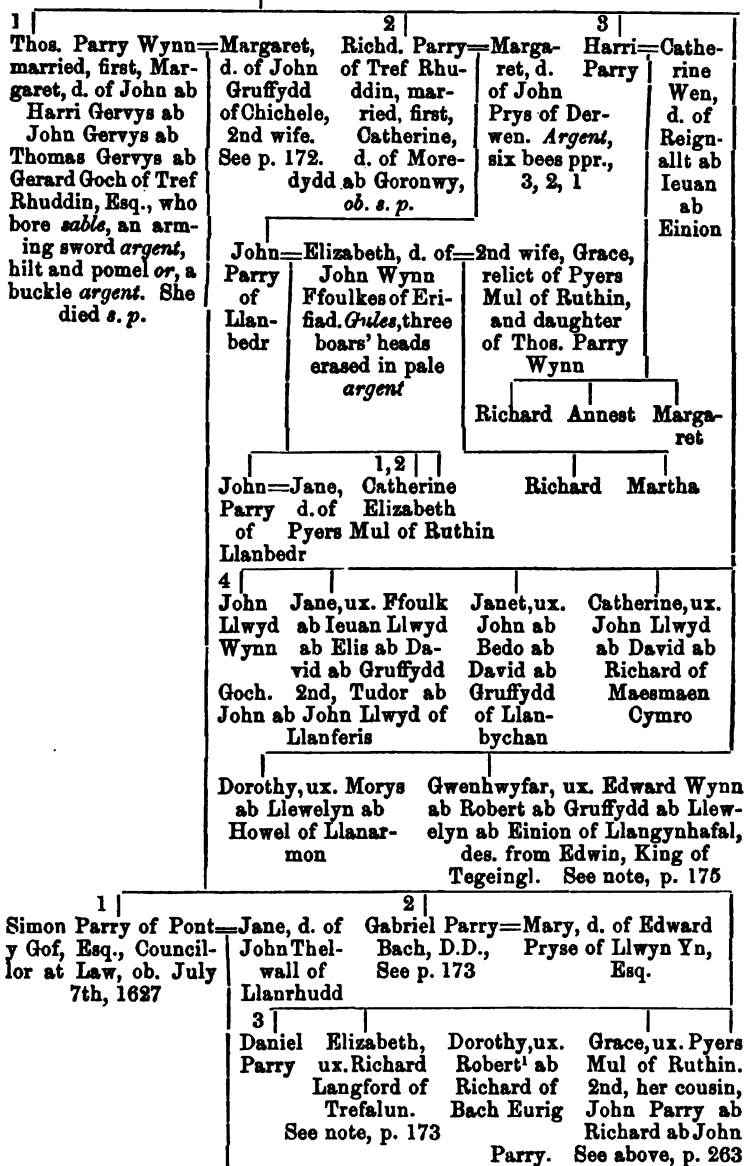 1 2 3
Thos. Parry Wynn=Margaret,
married, first, Mar-
garet, d. of John ab
Harri Gervys ab
John Gervys ab
Thomas Gervys ab
Gerard Goch of Tref
Rhuddin, Esq., who
bore sable, an arm-
ing sword argent,
hilt and pomel or, a
buckle argent. She
died s. p.
d. of John
Gruffydd
of Chichele,
2nd wife.
See p. 172.
Richd. Parry=Marga-
of Tref Rhu-
ddin, mar-
ried, first,
Catherine,
d. of More-
dydd ab Goronwy,
ob. s. p.
ret, d.
of John
Prys of Der-
wen. Argent,
six bees ppr.,
3, 2, 1
Harri=Cathe-
Parry
rine
Wen,
d. of
Reign-
allt ab
Ieuan
ab
Einion
John=Elizabeth, d. of=2nd wife, Grace,
Parry
of
Llan-
bedr
John Wynn
Ffoulkes of Eri-
fiad. Gules, three
boars' heads
erased in pale
argent
relict of Pyers
Mul of Ruthin,
and daughter
of Thos. Parry
Wynn
Richard Annest Marga-
ret
1, 2
John=Jane, Catherine
Parry d. of Elizabeth
of Pyers Mul of Ruthin
Llanbedr
Richard Martha
4
John
Llwyd
Wynn
Goch.
Jane, ux. Ffoulk
ab Ieuan Llwyd
ab Elis ab Da-
vid ab Gruffydd
2nd, Tudor ab
John ab John Llwyd of
Llanferis
Janet, ux.
John ab
Bedo ab
David ab
Gruffydd
of Llan-
bychan
Catherine, ux.
John Llwyd
ab David ab
Richard of
Maesmaen
Cymro
Dorothy, ux. Morys
ab Llewelyn ab
Howel of Llanar-
mon
Gwenhwyfar, ux. Edward Wynn
ab Robert ab Gruffydd ab Llew-
elyn ab Einion of Llangynhafal,
des. from Edwin, King of
Tegeingl. See note, p. 175
1 2
Simon Parry of Pont=Jane, d. of
y Gof, Esq., Council-
lor at Law, ob. July
7th, 1627
John Thel-
wall of
Llanrhudd
Gabriel Parry=Mary, d. of Edward
Bach, D.D.,
See p. 173
Pryse of Llwyn Yn,
Esq.
3
Daniel
Parry
Elizabeth,
ux. Richard
Langford of
Trefalun.
See note, p. 173
Dorothy, ux.
Robert¹ ab
Richard of
Bach Eurig
Grace, ux. Pyers
Mul of Ruthin.
2nd, her cousin,
John Parry ab
Richard ab John
Parry. See above, p. 263